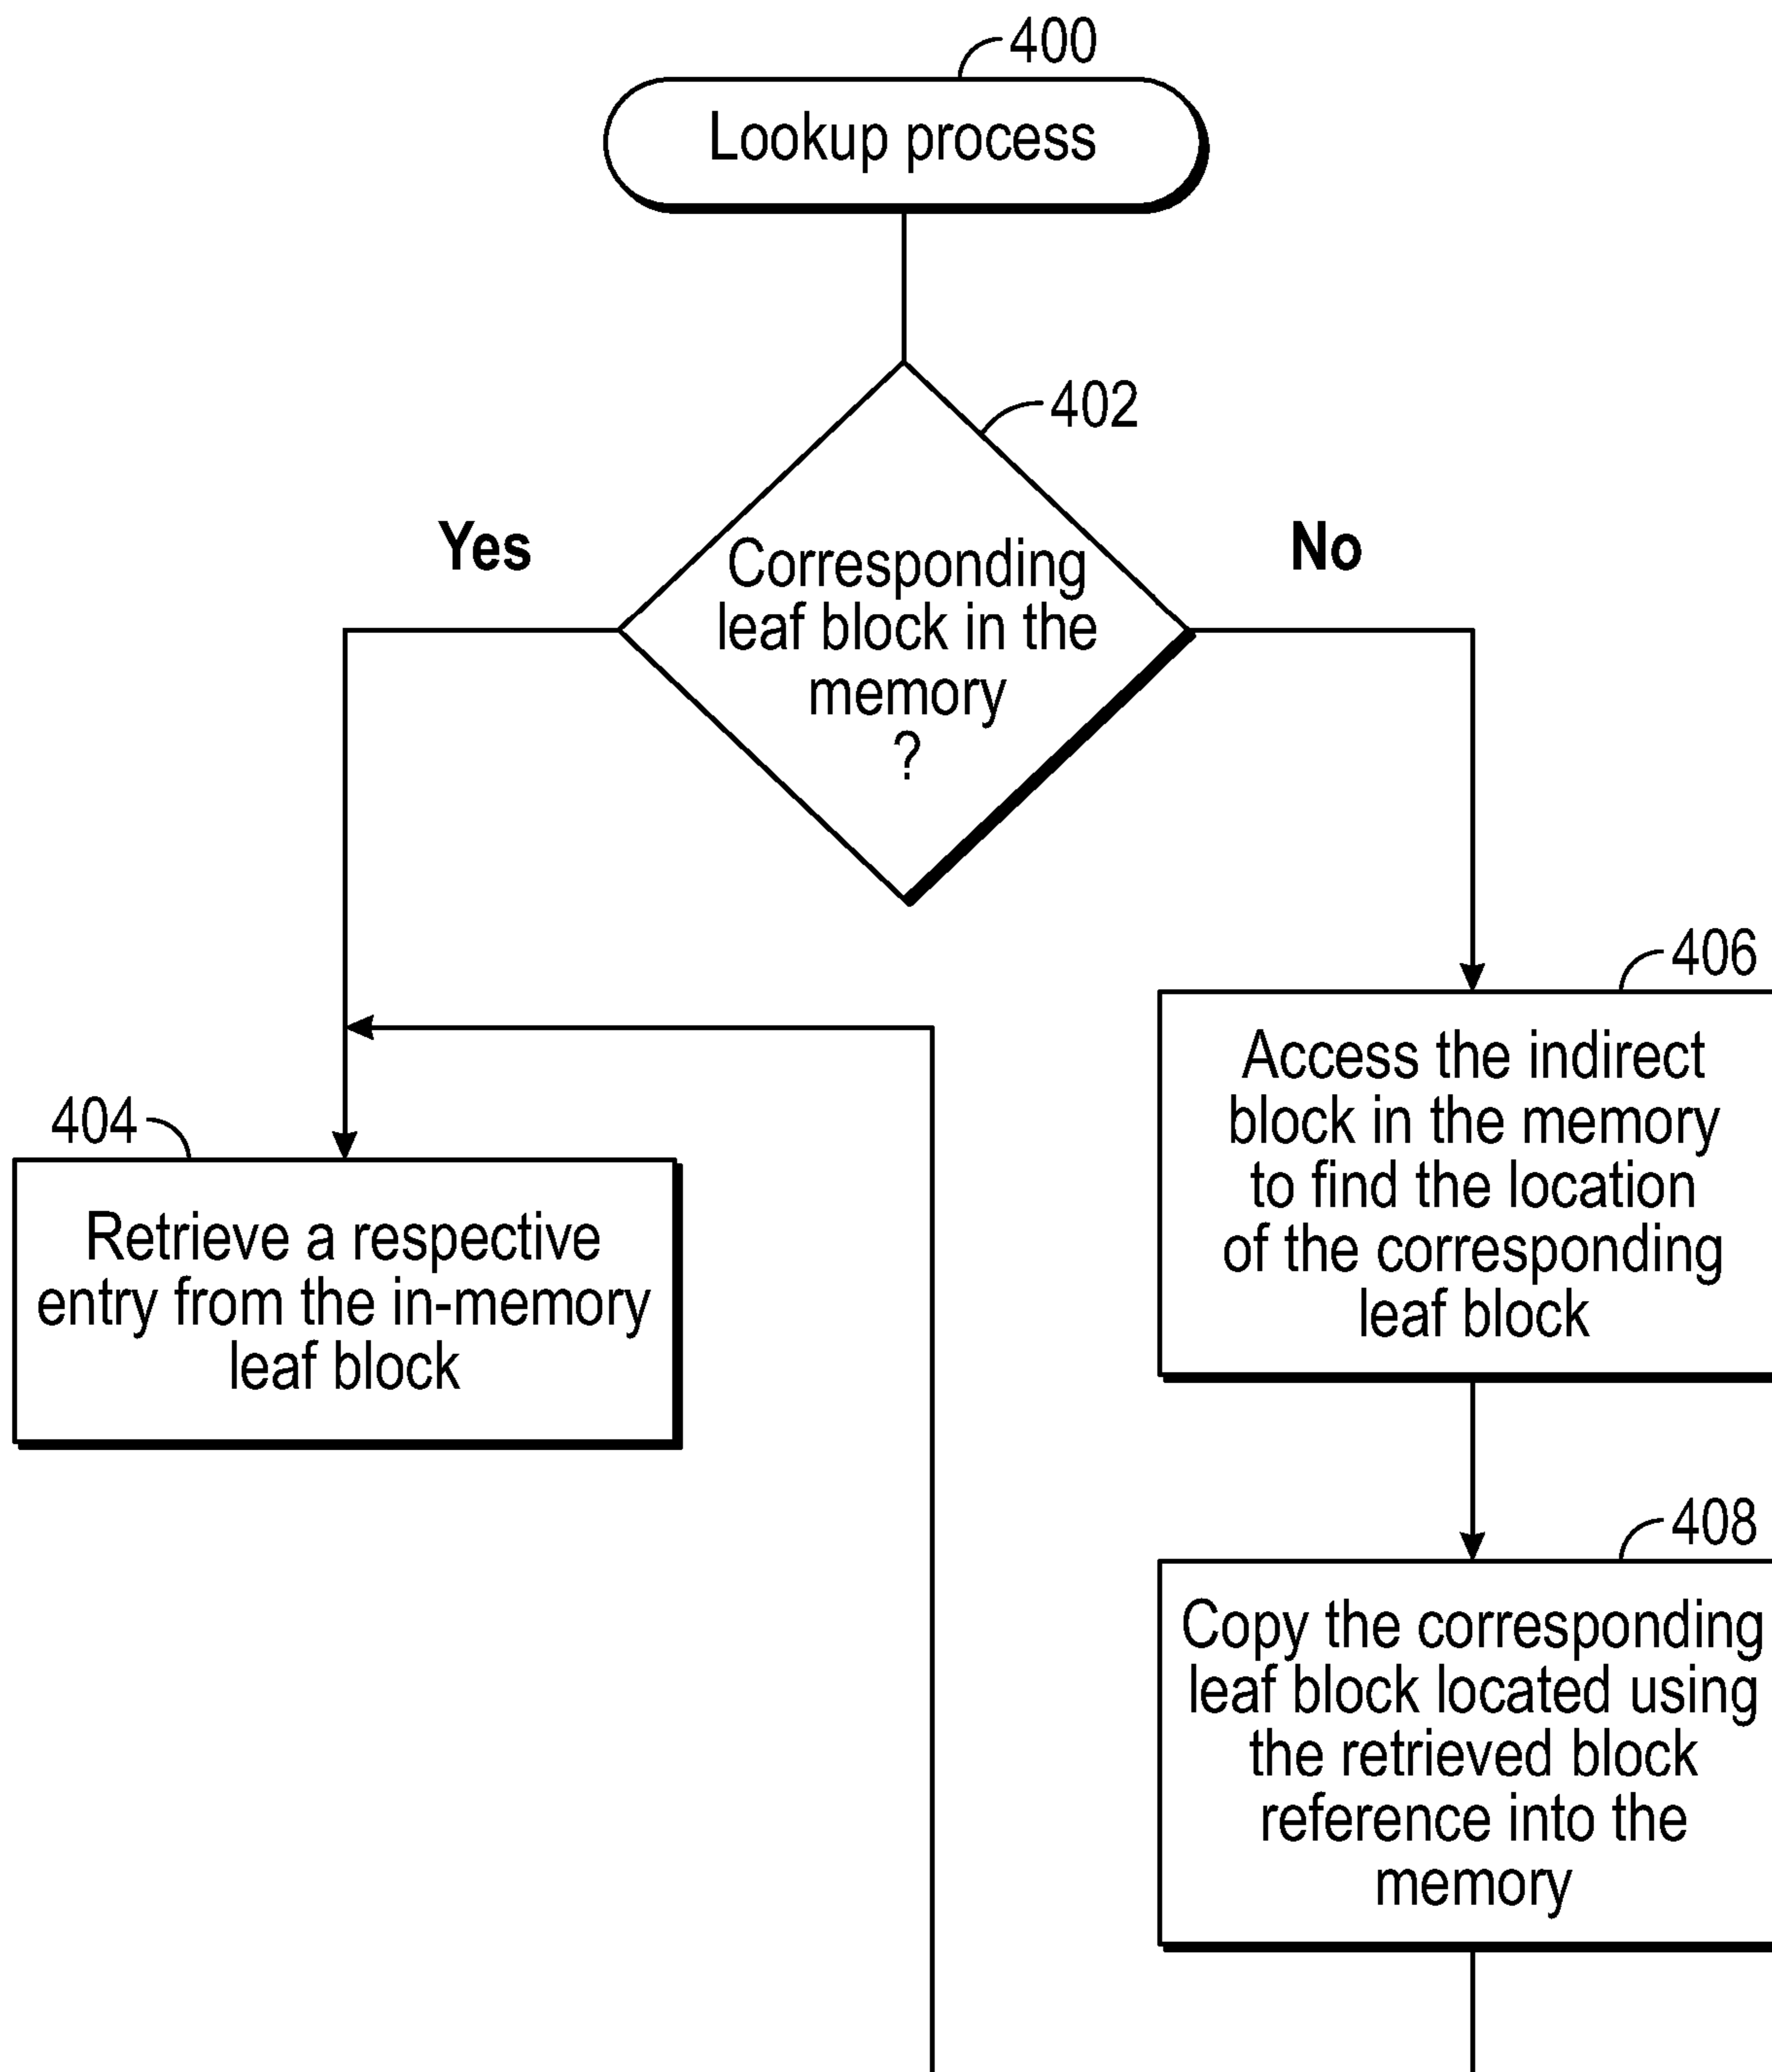 400
Lookup process
402
Yes
No
Corresponding
leaf block in the
memory
?
406
Access the indirect
block in the memory
to find the location
of the corresponding
leaf block
404
Retrieve a respective
entry from the in-memory
leaf block
408
Copy the corresponding
leaf block located using
the retrieved block
reference into the
memory